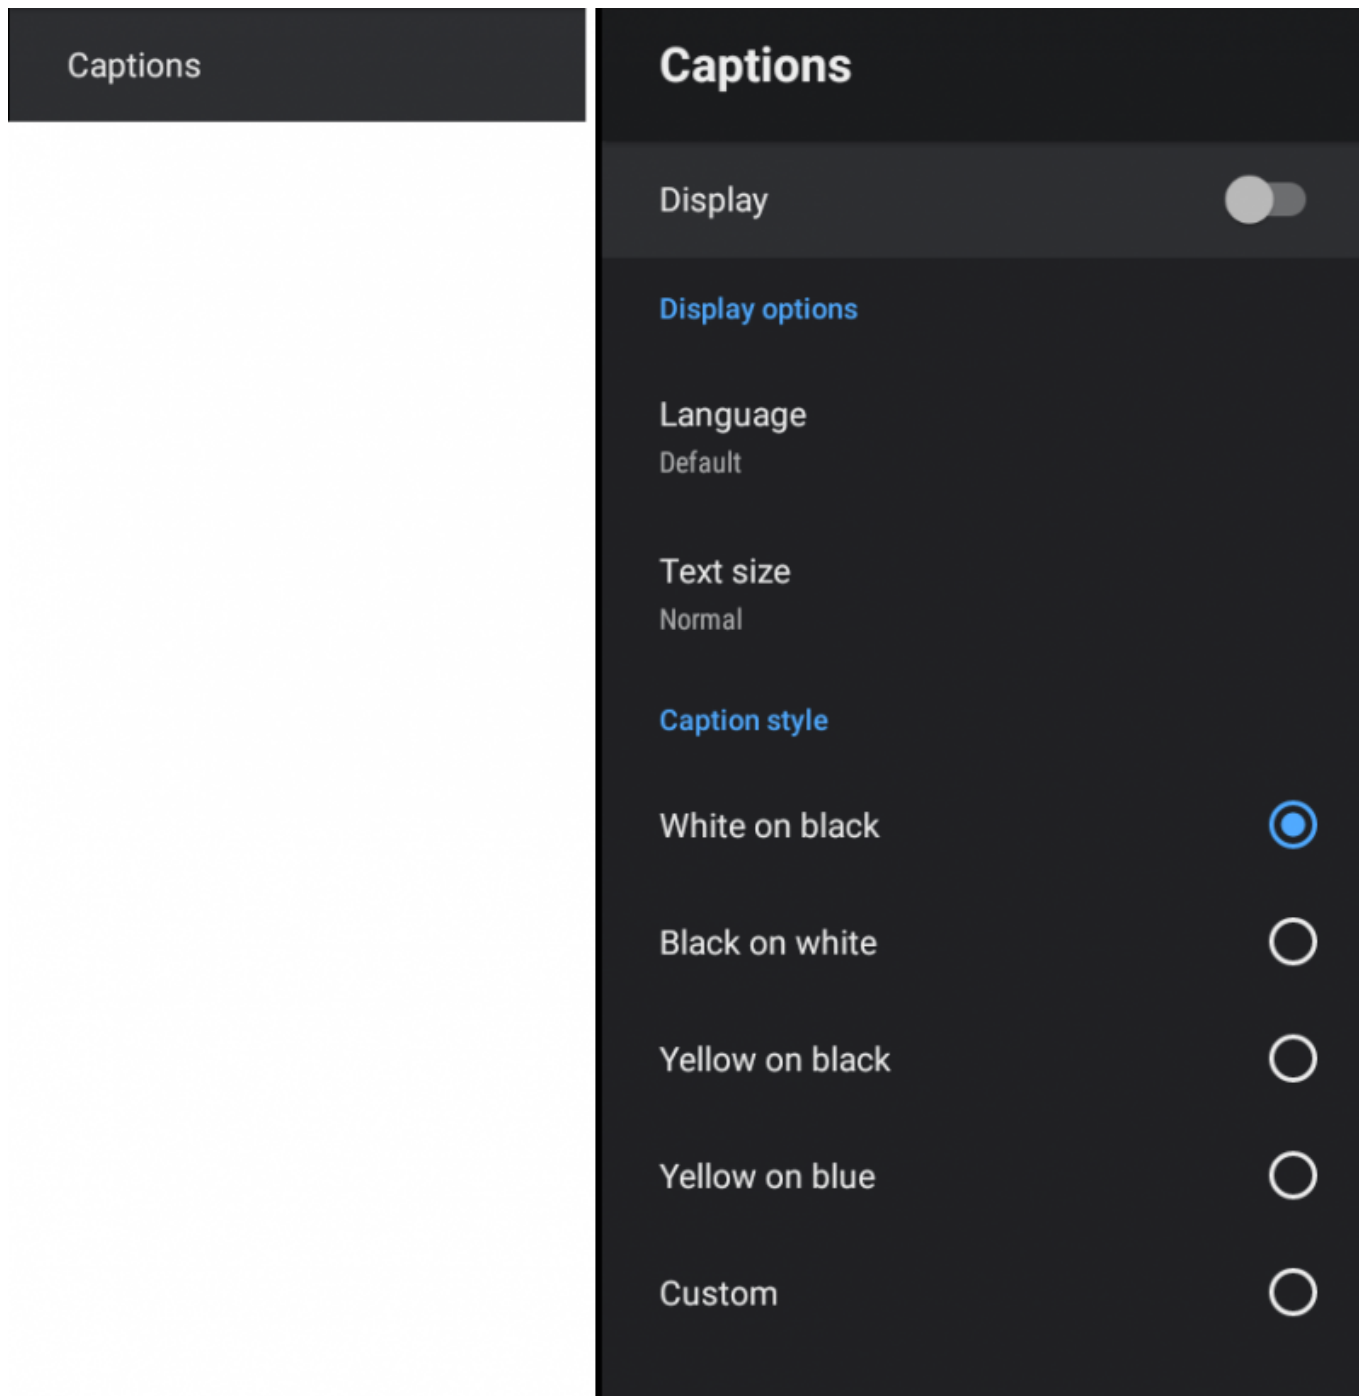 Captions
Captions
Display
Display options
Language
Default
Text size
Normal
Caption style
White on black
Black on white
Yellow on black
Yellow on blue
Custom